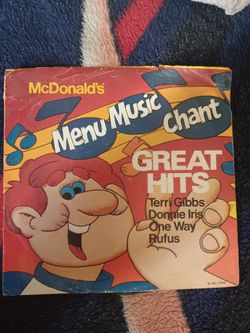 McDonald's
Menu Music Chant
GREAT
HITS
Terri Gibbs
Donnie Iris
One Way
Rufus